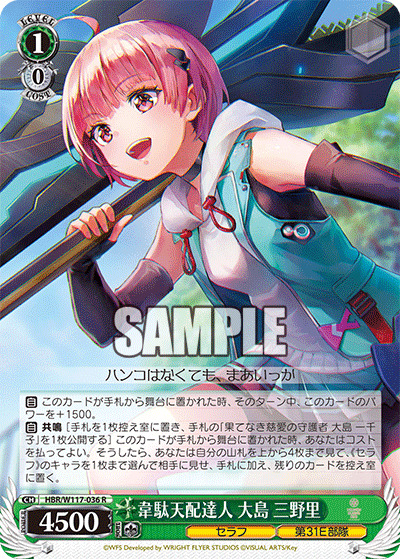 LEVEL
1
0
COST
SAMPLE
ハンコはなくても、まあいっか
自 このカードが手札から舞台に置かれた時、そのターン中、このカードのパ
ワーを+1500。
自 共鳴［手札を1枚控え室に置き、手札の「果てなき慈愛の守護者 大島 一千
子」を1枚公開する］このカードが手札から舞台に置かれた時、あなたはコスト
を払ってよい。そうしたら、あなたは自分の山札を上から4枚まで見て、《セラ
フ》のキャラを1枚まで選んで相手に見せ、手札に加え、残りのカードを控え室
に置く。
CH HBR/W117-036 R
4500
韋駄天配達人 大島 三野里
セラフ 第31E部隊
©WFS Developed by WRIGHT FLYER STUDIOS ©VISUAL ARTS/Key